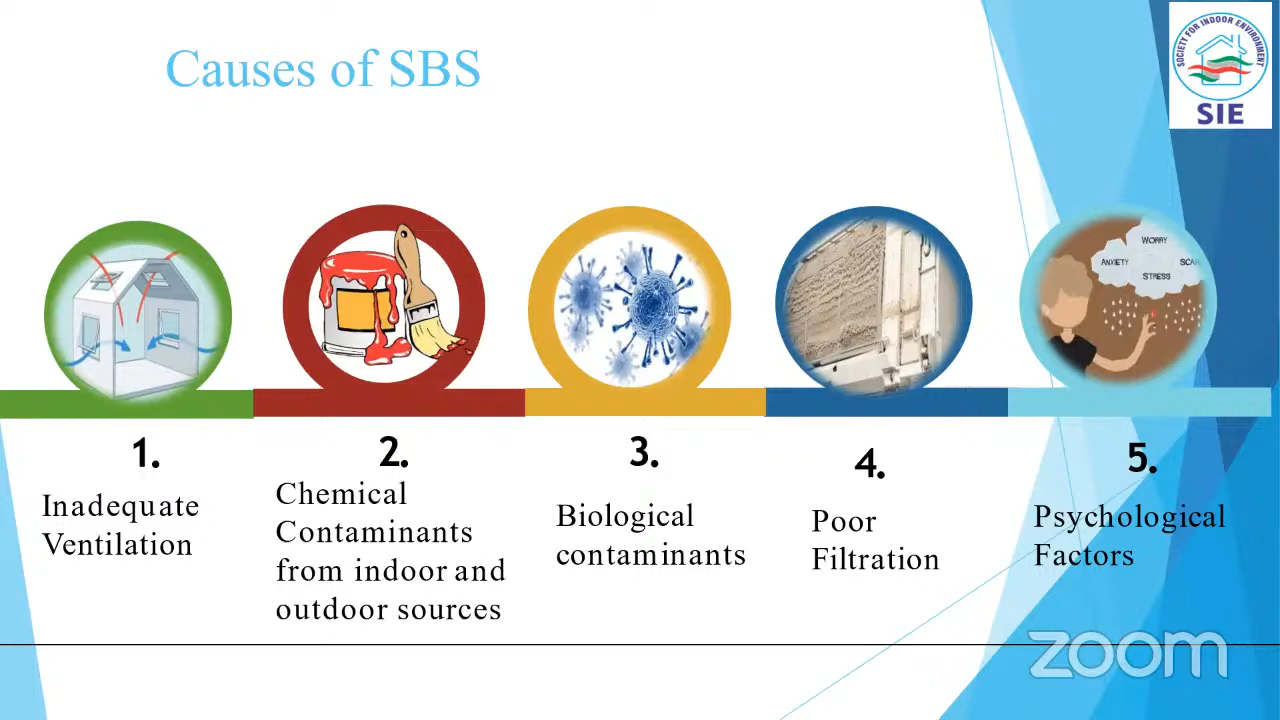 Causes of SBS
SOCIETY FOR INDOOR ENVIRONMENT
SIE
WORRY
ANXIETY
STRESS
1.
Inadequate
Ventilation
2.
Chemical
Contaminants
from indoor and
outdoor sources
3.
Biological
contaminants
4.
Poor
Filtration
5.
Psychological
Factors
zoom